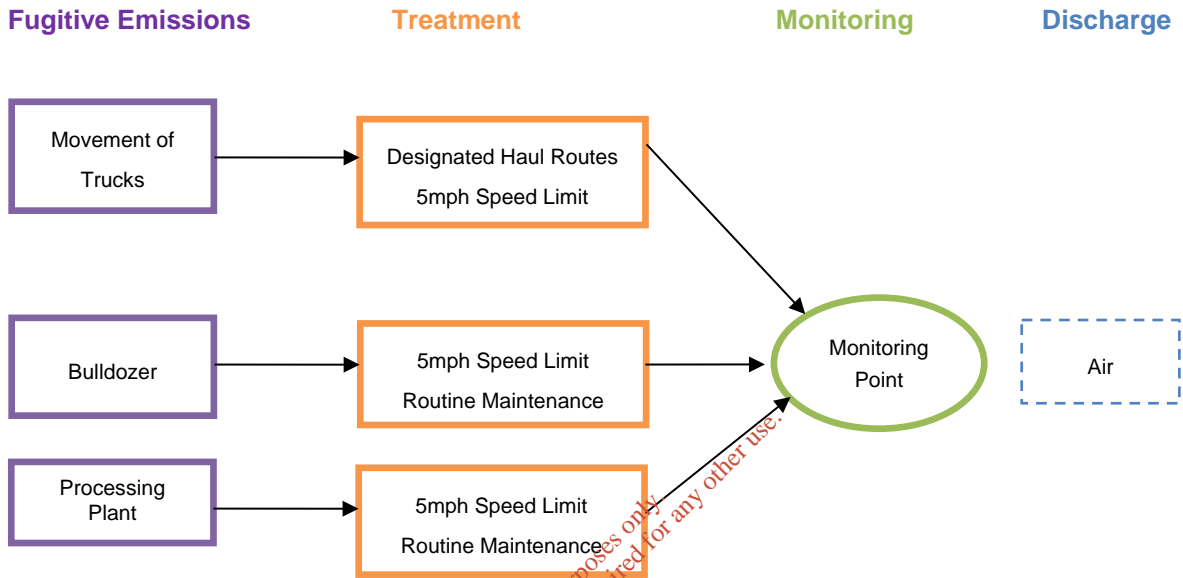 Fugitive Emissions
Treatment
Monitoring
Discharge
Movement of
Trucks
Designated Haul Routes
5mph Speed Limit
Bulldozer
5mph Speed Limit
Routine Maintenance
Monitoring
Point
Air
Processing
Plant
5mph Speed Limit
Routine Maintenance
only.
for any other use.